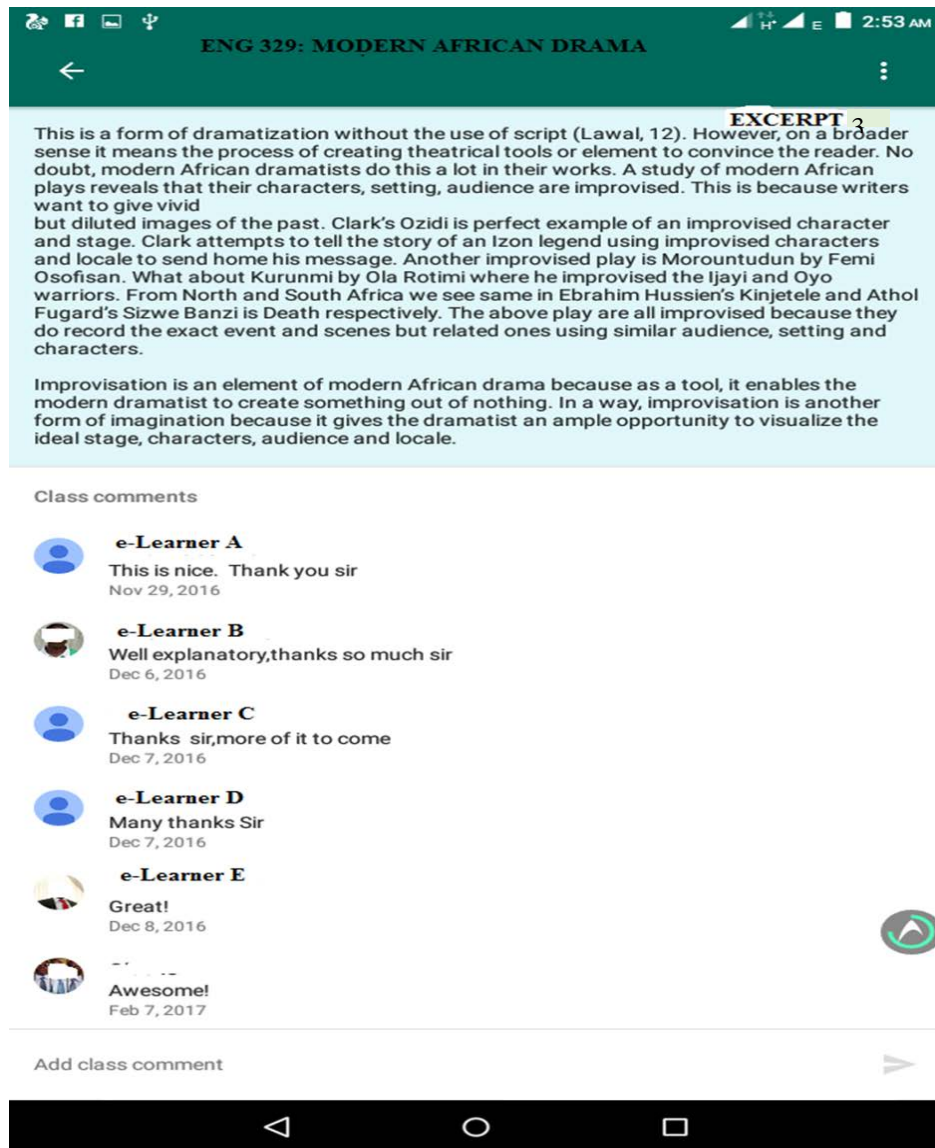 2:53 AM
H+
E
ENG 329: MODERN AFRICAN DRAMA
EXCERPT 3
This is a form of dramatization without the use of script (Lawal, 12). However, on a broader
sense it means the process of creating theatrical tools or element to convince the reader. No
doubt, modern African dramatists do this a lot in their works. A study of modern African
plays reveals that their characters, setting, audience are improvised. This is because writers
want to give vivid
but diluted images of the past. Clark's Ozidi is perfect example of an improvised character
and stage. Clark attempts to tell the story of an Izon legend using improvised characters
and locale to send home his message. Another improvised play is Morountudun by Femi
Osofisan. What about Kurunmi by Ola Rotimi where he improvised the Ijayi and Oyo
warriors. From North and South Africa we see same in Ebrahim Hussien's Kinjetele and Athol
Fugard's Sizwe Banzi is Death respectively. The above play are all improvised because they
do record the exact event and scenes but related ones using similar audience, setting and
characters.
Improvisation is an element of modern African drama because as a tool, it enables the
modern dramatist to create something out of nothing. In a way, improvisation is another
form of imagination because it gives the dramatist an ample opportunity to visualize the
ideal stage, characters, audience and locale.
Class comments
e-Learner A
This is nice. Thank you sir
Nov 29, 2016
e-Learner B
Well explanatory,thanks so much sir
Dec 6, 2016
e-Learner C
Thanks sir,more of it to come
Dec 7, 2016
e-Learner D
Many thanks Sir
Dec 7, 2016
e-Learner E
Great!
Dec 8, 2016
Awesome!
Feb 7, 2017
Add class comment